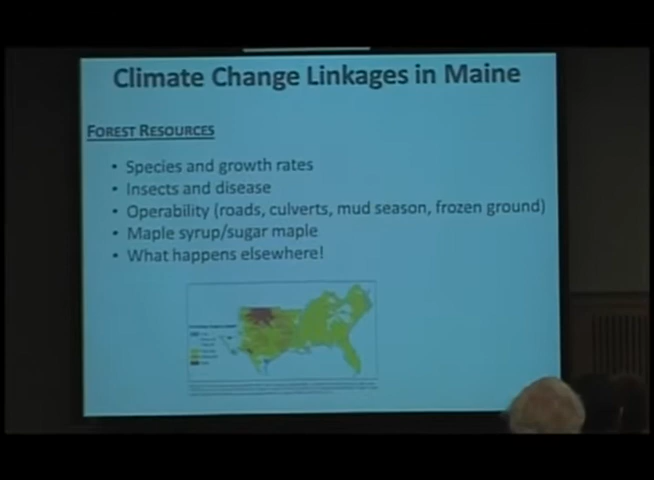 Climate Change Linkages in Maine
FOREST RESOURCES
• Species and growth rates
• Insects and disease
• Operability (roads, culverts, mud season, frozen ground)
• Maple syrup/sugar maple
• What happens elsewhere!